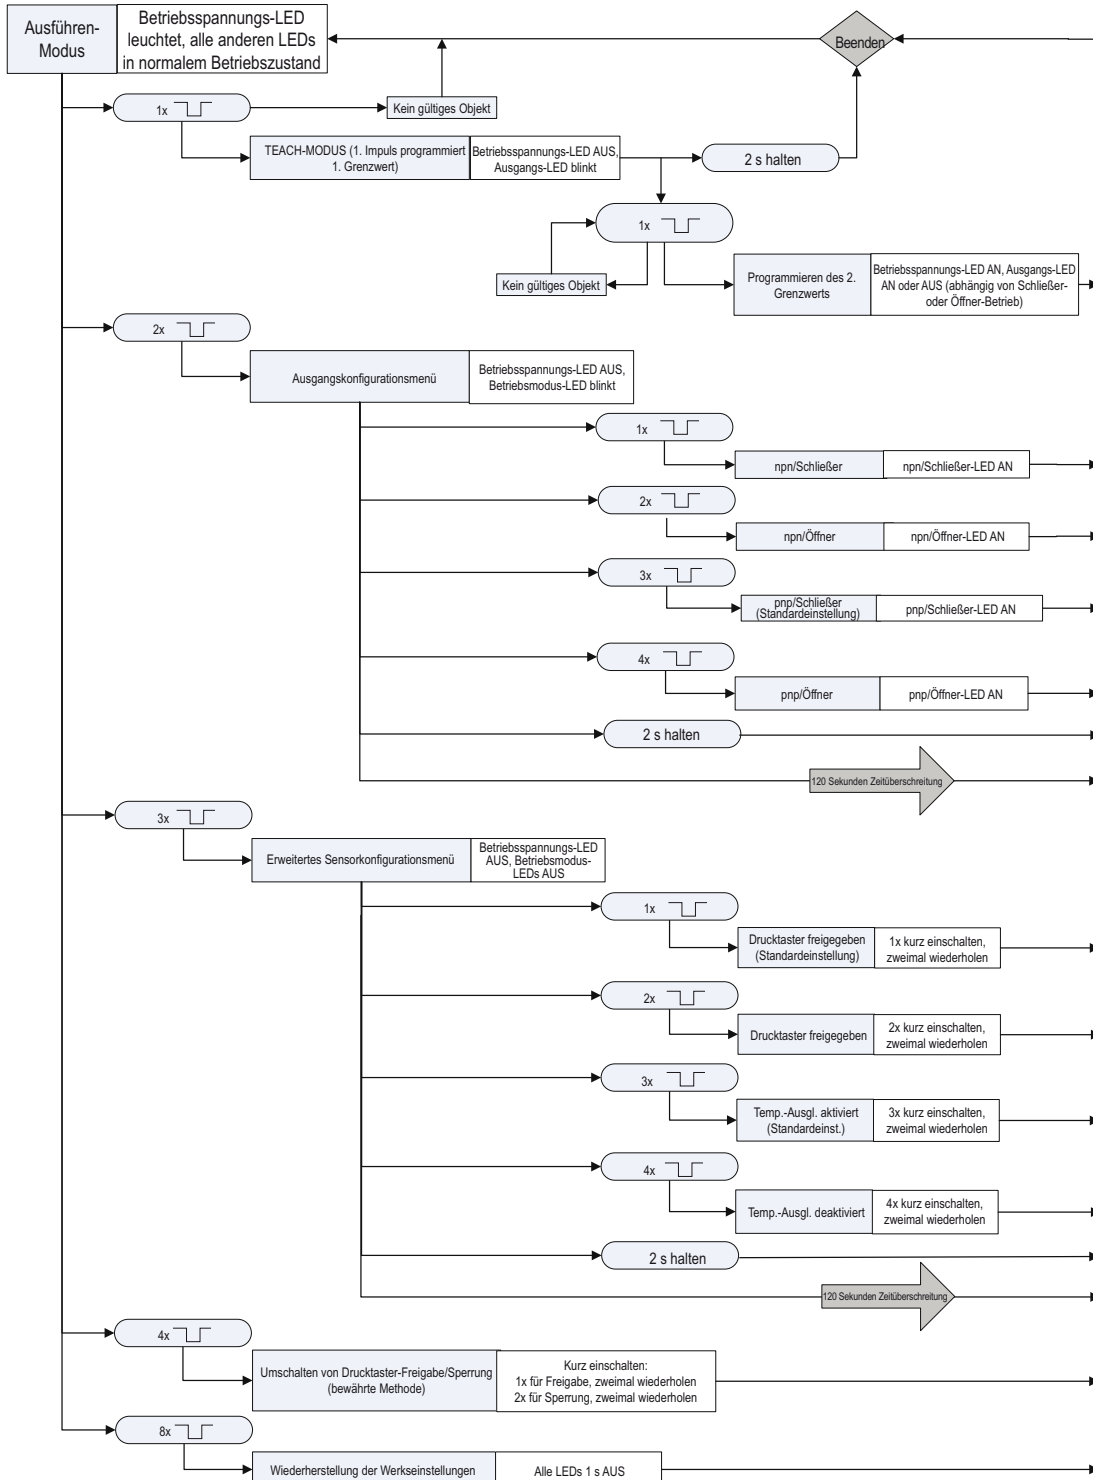 Ausführen-
Modus
Betriebsspannungs-LED
leuchtet, alle anderen LEDs
in normalem Betriebszustand
Beenden
1x
Kein gültiges Objekt
TEACH-MODUS (1. Impuls programmiert
1. Grenzwert)
Betriebsspannungs-LED AUS,
Ausgangs-LED blinkt
2 s halten
1x
Kein gültiges Objekt
Programmieren des 2.
Grenzwerts
Betriebsspannungs-LED AN, Ausgangs-LED
AN oder AUS (abhängig von Schließer-
oder Öffner-Betrieb)
2x
Ausgangskonfigurationsmenü
Betriebsspannungs-LED AUS,
Betriebsmodus-LED blinkt
1x
npn/Schließer
npn/Schließer-LED AN
2x
npn/Öffner
npn/Öffner-LED AN
3x
pnp/Schließer
(Standardeinstellung)
pnp/Schließer-LED AN
4x
pnp/Öffner
pnp/Öffner-LED AN
2 s halten
120 Sekunden Zeitüberschreitung
3x
Erweitertes Sensorkonfigurationsmenü
Betriebsspannungs-LED
AUS, Betriebsmodus-
LEDs AUS
1x
Drucktaster freigegeben
(Standardeinstellung)
1x kurz einschalten,
zweimal wiederholen
2x
Drucktaster freigegeben
2x kurz einschalten,
zweimal wiederholen
3x
Temp.-Ausgl. aktiviert
(Standardeinst.)
3x kurz einschalten,
zweimal wiederholen
4x
Temp.-Ausgl. deaktiviert
4x kurz einschalten,
zweimal wiederholen
2 s halten
120 Sekunden Zeitüberschreitung
4x
Umschalten von Drucktaster-Freigabe/Sperrung
(bewährte Methode)
Kurz einschalten:
1x für Freigabe, zweimal wiederholen
2x für Sperrung, zweimal wiederholen
8x
Wiederherstellung der Werkseinstellungen
Alle LEDs 1 s AUS